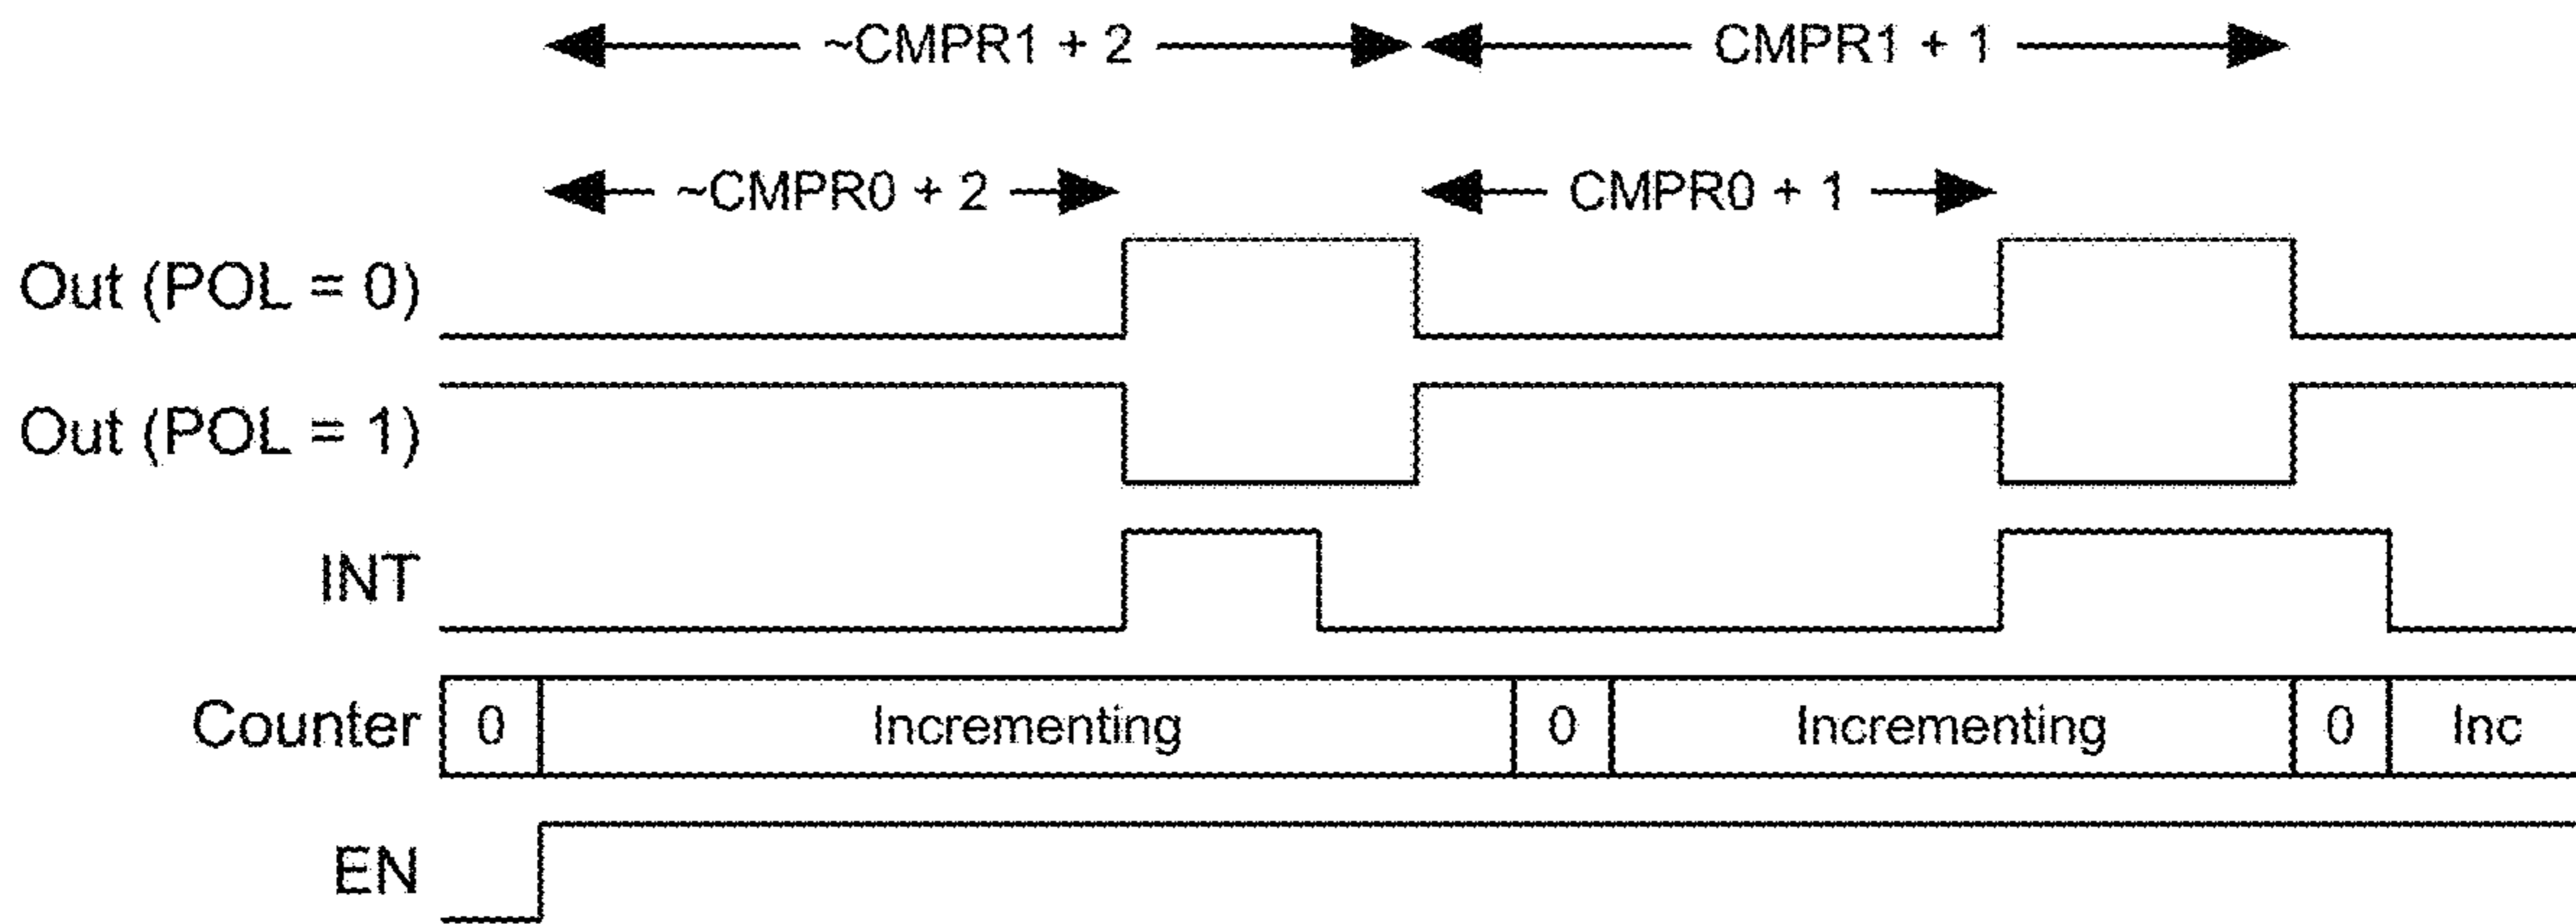 ~CMPR1 + 2 CMPR1 + 1
~CMPR0 + 2 CMPR0 + 1
Out (POL = 0)
Out (POL = 1)
INT
Counter 0 Incrementing 0 Incrementing 0 Inc
EN